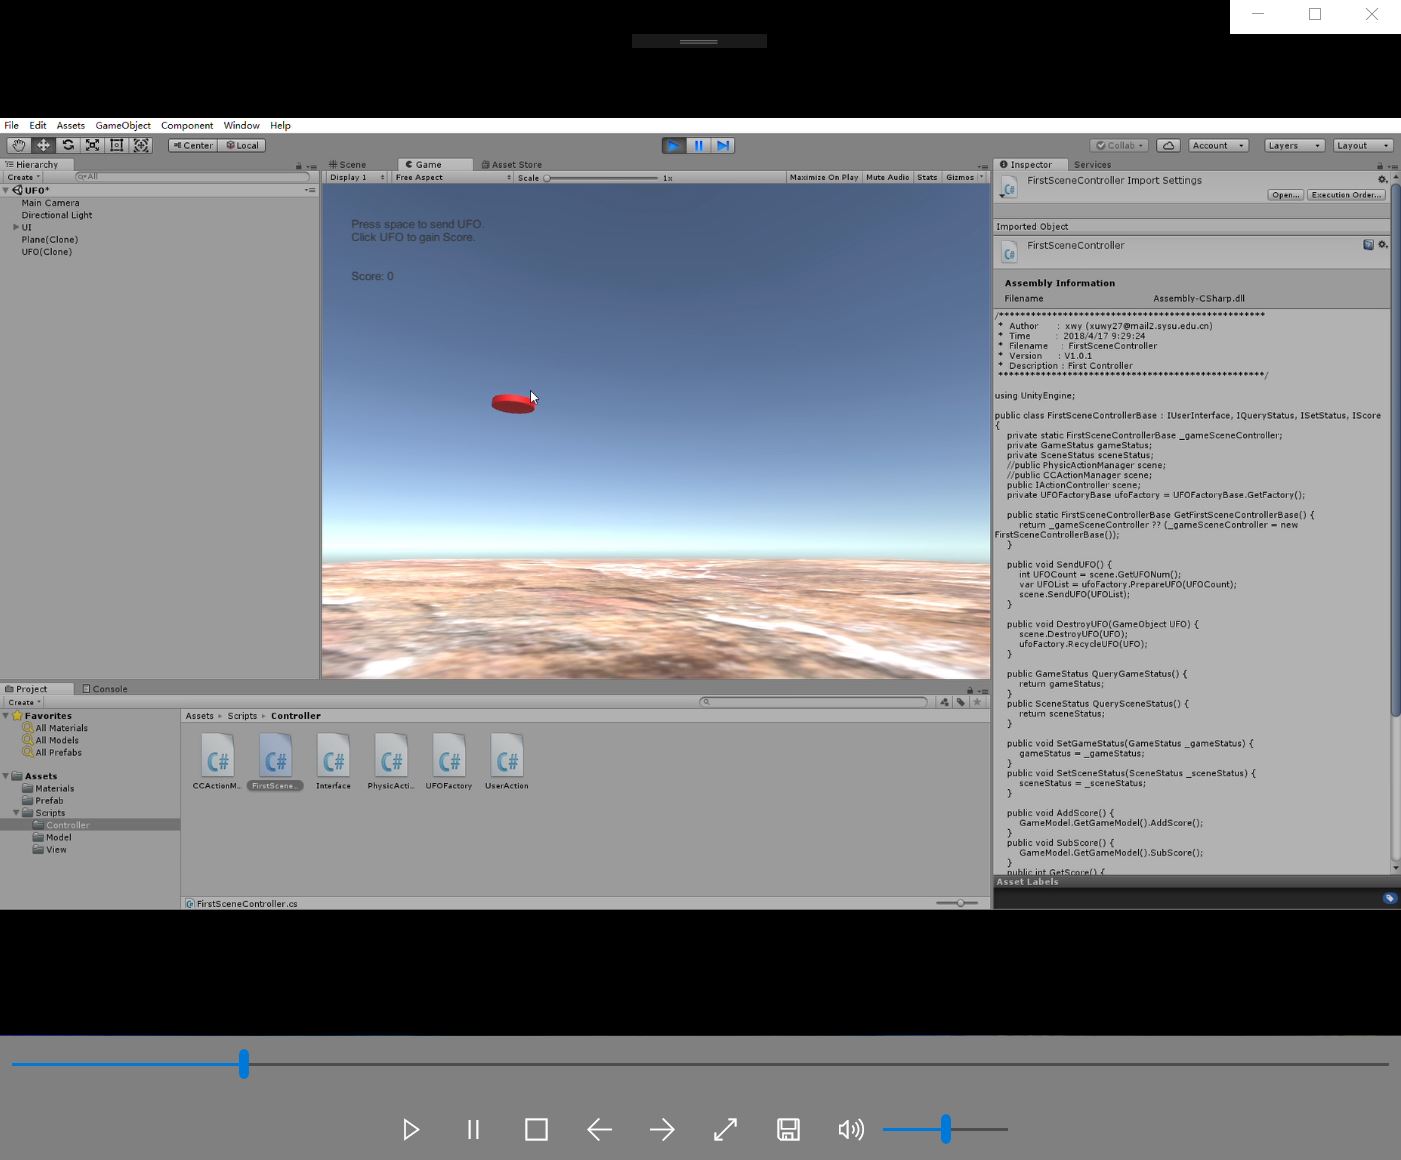 File Edit Assets GameObject Component Window Help
Center Local
Collab Account Layers Layout
Hierarchy
Create All
UFO*
Main Camera
Directional Light
UI
Plane(Clone)
UFO(Clone)
Scene Game Asset Store
Display 1 Free Aspect Scale 1x Maximize On Play Mute Audio Stats Gizmos
Press space to send UFO.
Click UFO to gain Score.
Score: 0
Inspector Services
FirstSceneController Import Settings
Open... Execution Order...
Imported Object
FirstSceneController
Assembly Information
Filename Assembly-CSharp.dll
/**************************************************
* Author : xwy (xuwy27@mail2.sysu.edu.cn)
* Time : 2018/4/17 9:29:24
* Filename : FirstSceneController
* Version : V1.0.1
* Description : First Controller
**************************************************/
using UnityEngine;
public class FirstSceneControllerBase : IUserInterface, IQueryStatus, ISetStatus, IScore
{
private static FirstSceneControllerBase _gameSceneController;
private GameStatus gameStatus;
private SceneStatus sceneStatus;
//public PhysicActionManager scene;
//public CCActionManager scene;
public IActionController scene;
private UFOFactoryBase ufoFactory = UFOFactoryBase.GetFactory();
public static FirstSceneControllerBase GetFirstSceneControllerBase() {
return _gameSceneController ?? (_gameSceneController = new
FirstSceneControllerBase());
}
public void SendUFO() {
int UFOCount = scene.GetUFONum();
var UFOList = ufoFactory.PrepareUFO(UFOCount);
scene.SendUFO(UFOList);
}
public void DestroyUFO(GameObject UFO) {
scene.DestroyUFO(UFO);
ufoFactory.RecycleUFO(UFO);
}
public GameStatus QueryGameStatus() {
return gameStatus;
}
public SceneStatus QuerySceneStatus() {
return sceneStatus;
}
public void SetGameStatus(GameStatus _gameStatus) {
gameStatus = _gameStatus;
}
public void SetSceneStatus(SceneStatus _sceneStatus) {
sceneStatus = _sceneStatus;
}
public void AddScore() {
GameModel.GetGameModel().AddScore();
}
public void SubScore() {
GameModel.GetGameModel().SubScore();
}
public int GetScore() {
Asset Labels
Project Console
Create
Favorites
All Materials
All Models
All Prefabs
Assets
Materials
Prefab
Scripts
Controller
Model
View
Assets Scripts Controller
C# C# C# C# C# C#
CCActionM... FirstScene... Interface PhysicActi... UFOFactory UserAction
FirstSceneController.cs